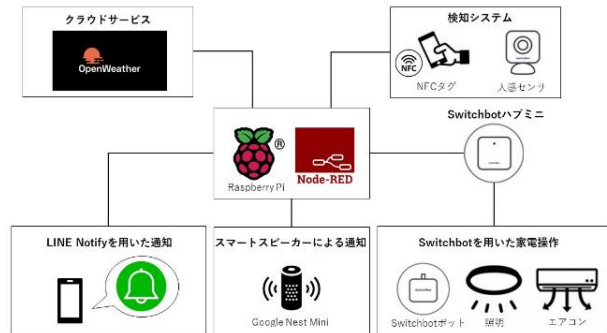 クラウドサービス
OpenWeather
検知システム
NFC
NFCタグ
人感センサ
Switchbotハブミニ
®
Raspberry Pi
Node-RED
LINE Notifyを用いた通知
スマートスピーカーによる通知
Google Nest Mini
Switchbotを用いた家電操作
Switchbotボット
照明
エアコン